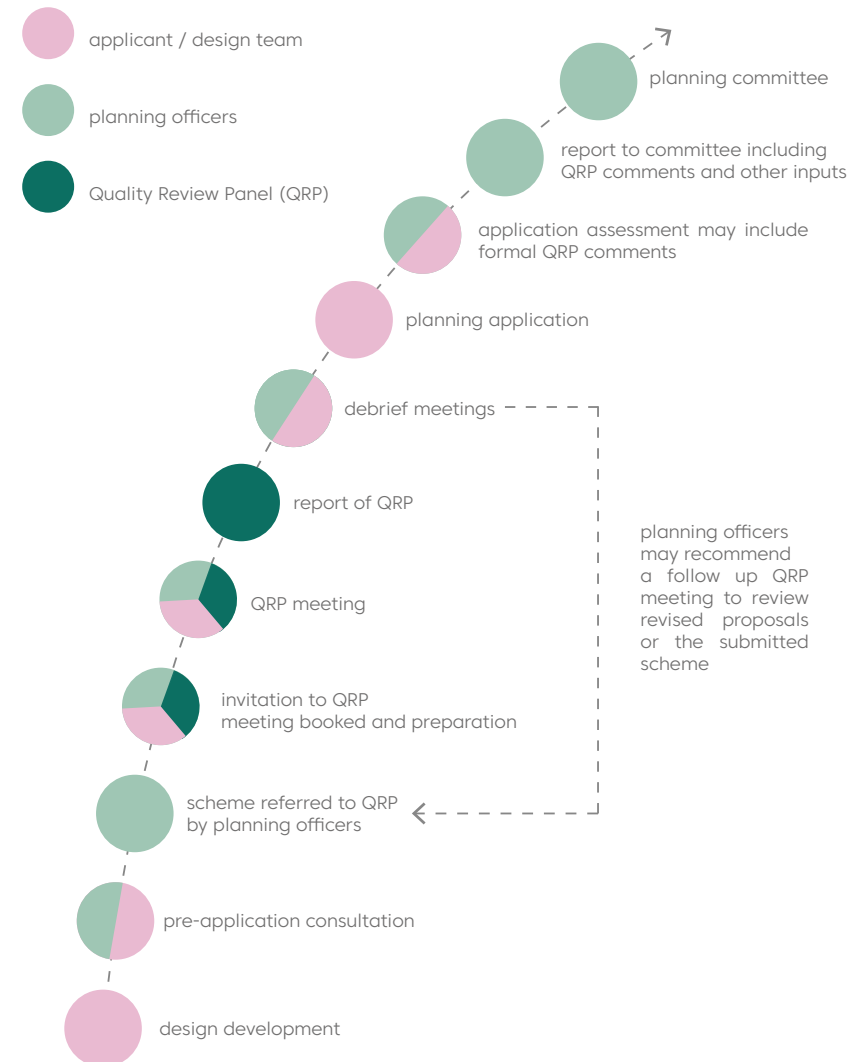 applicant / design team
planning officers
Quality Review Panel (QRP)
planning committee
report to committee including
QRP comments and other inputs
application assessment may include
formal QRP comments
planning application
debrief meetings
report of QRP
planning officers
may recommend
a follow up QRP
meeting to review
revised proposals
or the submitted
scheme
QRP meeting
invitation to QRP
meeting booked and preparation
scheme referred to QRP
by planning officers
pre-application consultation
design development